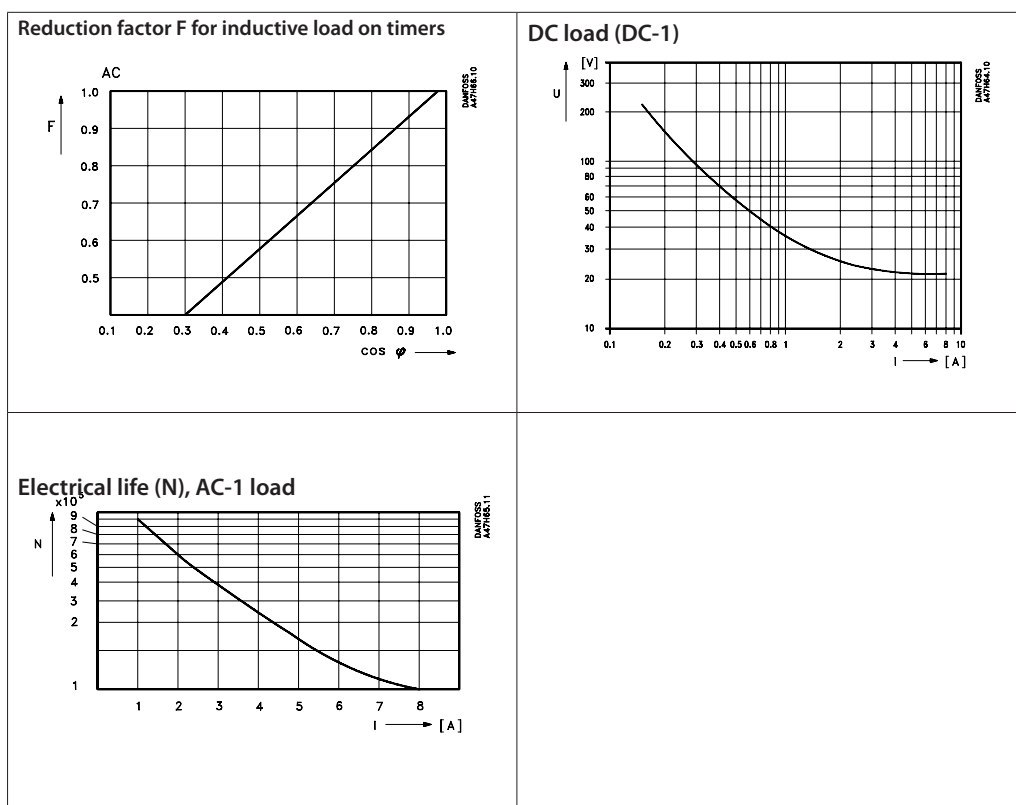 Reduction factor F for inductive load on timers
AC
F
1.0
0.9
0.8
0.7
0.6
0.5
0.1 0.2 0.3 0.4 0.5 0.6 0.7 0.8 0.9 1.0
cos φ
DANFOSS
A47H66.10
DC load (DC-1)
[V]
U
300
200
100
80
60
50
40
30
20
10
0.1 0.2 0.3 0.4 0.5 0.6 0.8 1 2 3 4 6 8 10
I [A]
DANFOSS
A47H64.10
Electrical life (N), AC-1 load
x10
N
9
8
7
6
5
4
3
2
1
1 2 3 4 5 6 7 8
I [A]
DANFOSS
A47H65.11